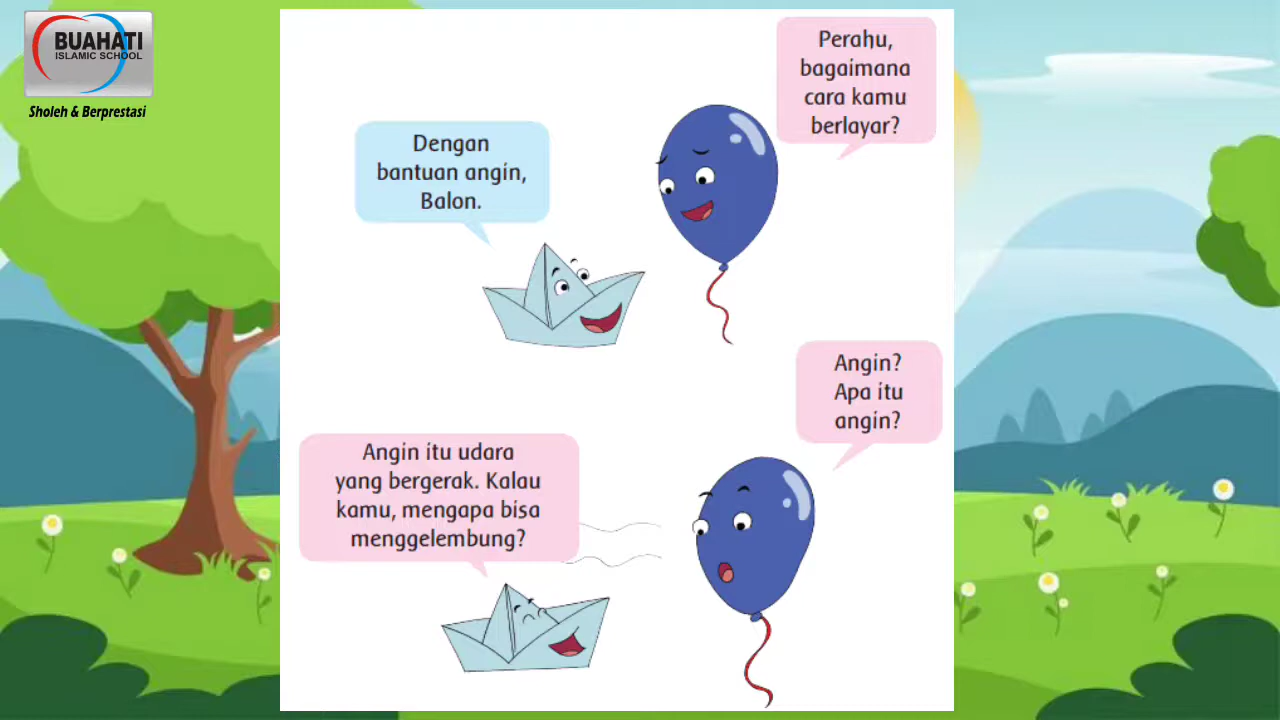 BUAHATI
ISLAMIC SCHOOL
Sholeh & Berprestasi
Perahu,
bagaimana
cara kamu
berlayar?
Dengan
bantuan angin,
Balon.
Angin?
Apa itu
angin?
Angin itu udara
yang bergerak. Kalau
kamu, mengapa bisa
menggelembung?